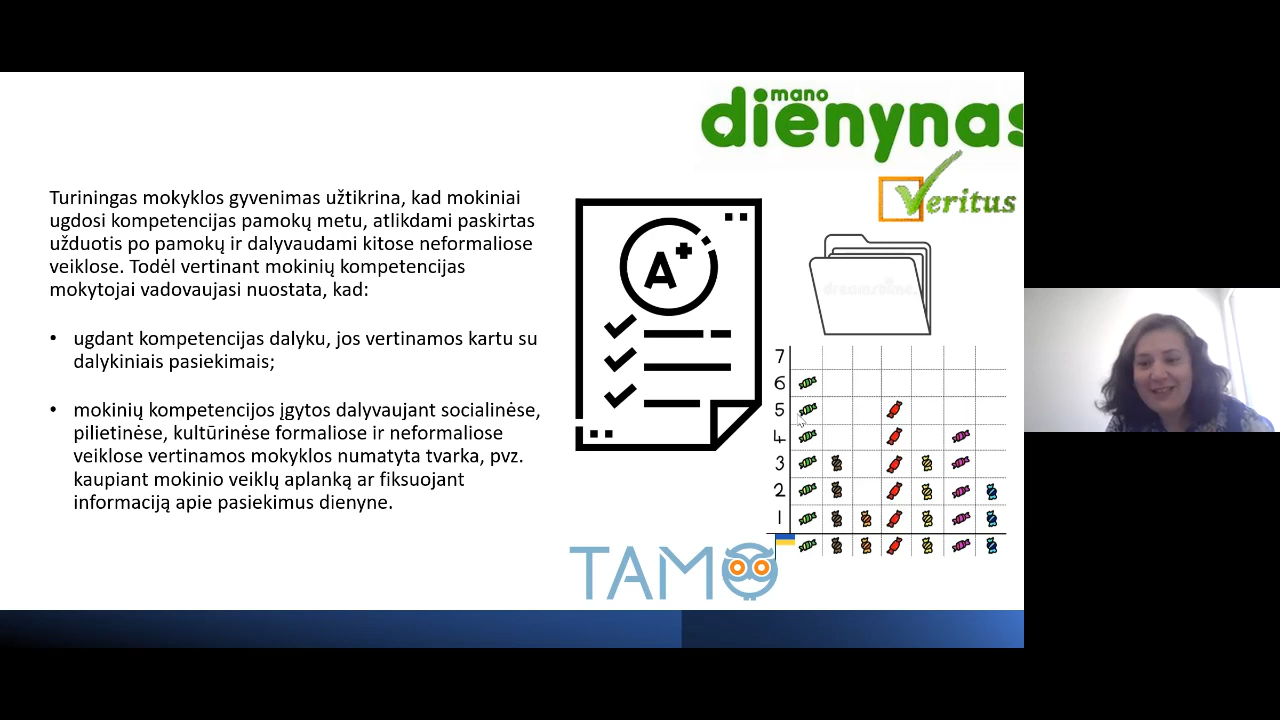 mano
dienynas
Veritus
Turiningas mokyklos gyvenimas užtikrina, kad mokiniai
ugdosi kompetencijas pamokų metu, atlikdami paskirtas
užduotis po pamokų ir dalyvaudami kitose neformaliose
veiklose. Todėl vertinant mokinių kompetencijas
mokytojai vadovaujasi nuostata, kad:
• ugdant kompetencijas dalyku, jos vertinamos kartu su
dalykiniais pasiekimais;
• mokinių kompetencijos įgytos dalyvaujant socialinėse,
pilietinėse, kultūrinėse formaliose ir neformaliose
veiklose vertinamos mokyklos numatyta tvarka, pvz.
kaupiant mokinio veiklų aplanką ar fiksuojant
informaciją apie pasiekimus dienyne.
A+
dreamstime
7
6
5
4
3
2
1
TAMO